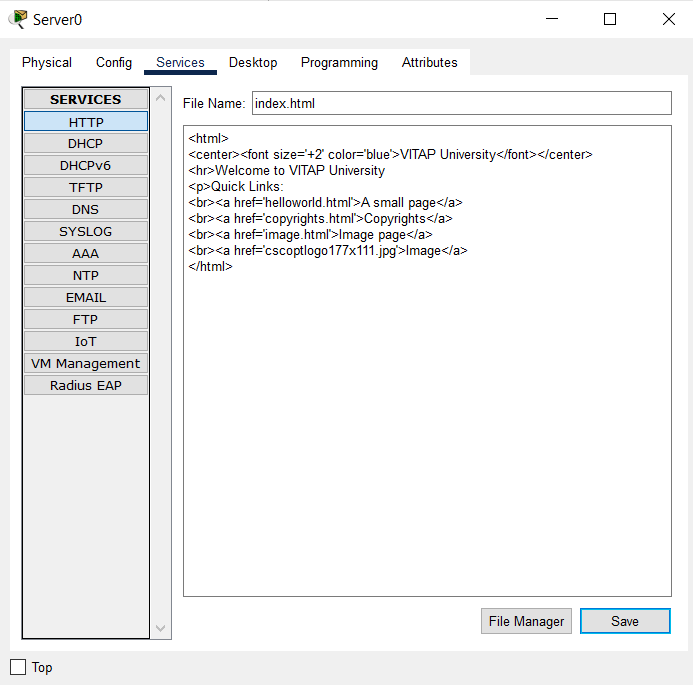 Server0
Physical Config Services Desktop Programming Attributes
SERVICES
HTTP
DHCP
DHCPv6
TFTP
DNS
SYSLOG
AAA
NTP
EMAIL
FTP
IoT
VM Management
Radius EAP
File Name: index.html
<html>
<center><font size='+2' color='blue'>VITAP University</font></center>
<hr>Welcome to VITAP University
<p>Quick Links:
<br><a href='helloworld.html'>A small page</a>
<br><a href='copyrights.html'>Copyrights</a>
<br><a href='image.html'>Image page</a>
<br><a href='cscoptlogo177x111.jpg'>Image</a>
</html>
File Manager Save
Top